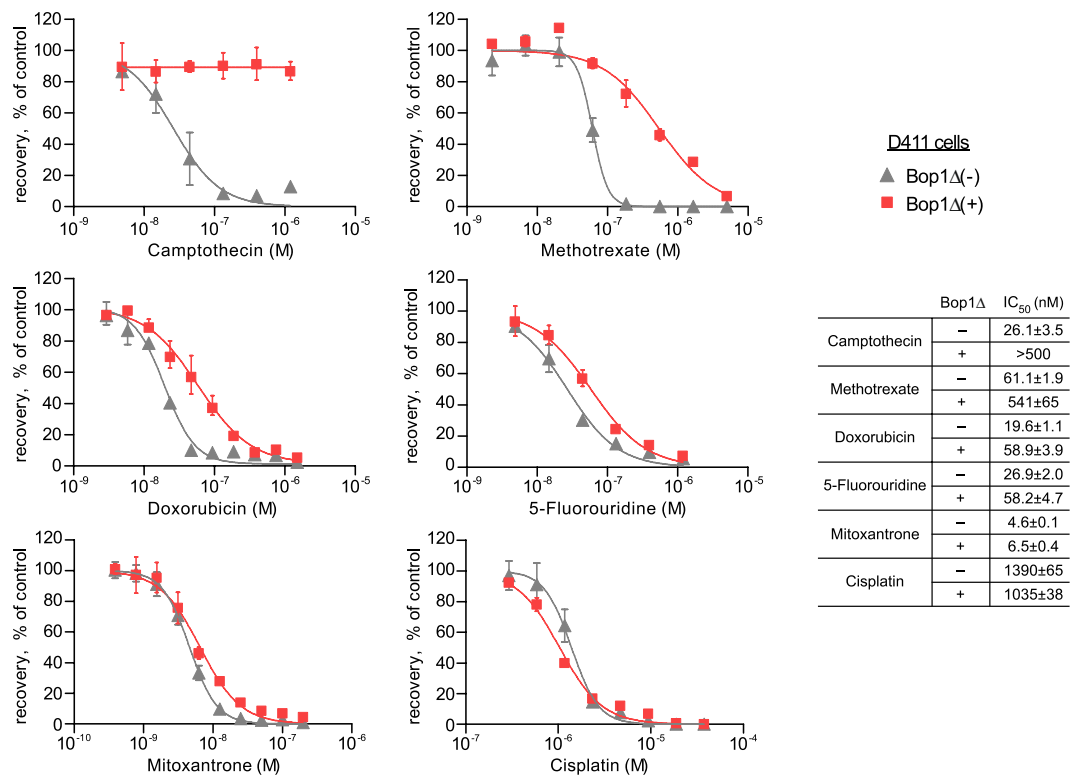 120
100
80
60
40
20
0
recovery, % of control
10⁻⁹ 10⁻⁸ 10⁻⁷ 10⁻⁶ 10⁻⁵
Camptothecin (M)
120
100
80
60
40
20
0
recovery, % of control
10⁻⁹ 10⁻⁸ 10⁻⁷ 10⁻⁶ 10⁻⁵
Methotrexate (M)
D411 cells
Bop1Δ(-)
Bop1Δ(+)
120
100
80
60
40
20
0
recovery, % of control
10⁻⁹ 10⁻⁸ 10⁻⁷ 10⁻⁶ 10⁻⁵
Doxorubicin (M)
120
100
80
60
40
20
0
recovery, % of control
10⁻⁹ 10⁻⁸ 10⁻⁷ 10⁻⁶ 10⁻⁵
5-Fluorouridine (M)
120
100
80
60
40
20
0
recovery, % of control
10⁻¹⁰ 10⁻⁹ 10⁻⁸ 10⁻⁷ 10⁻⁶
Mitoxantrone (M)
120
100
80
60
40
20
0
recovery, % of control
10⁻⁷ 10⁻⁶ 10⁻⁵ 10⁻⁴
Cisplatin (M)
Bop1Δ IC₅₀ (nM)
Camptothecin – 26.1±3.5
+ >500
Methotrexate – 61.1±1.9
+ 541±65
Doxorubicin – 19.6±1.1
+ 58.9±3.9
5-Fluorouridine – 26.9±2.0
+ 58.2±4.7
Mitoxantrone – 4.6±0.1
+ 6.5±0.4
Cisplatin – 1390±65
+ 1035±38